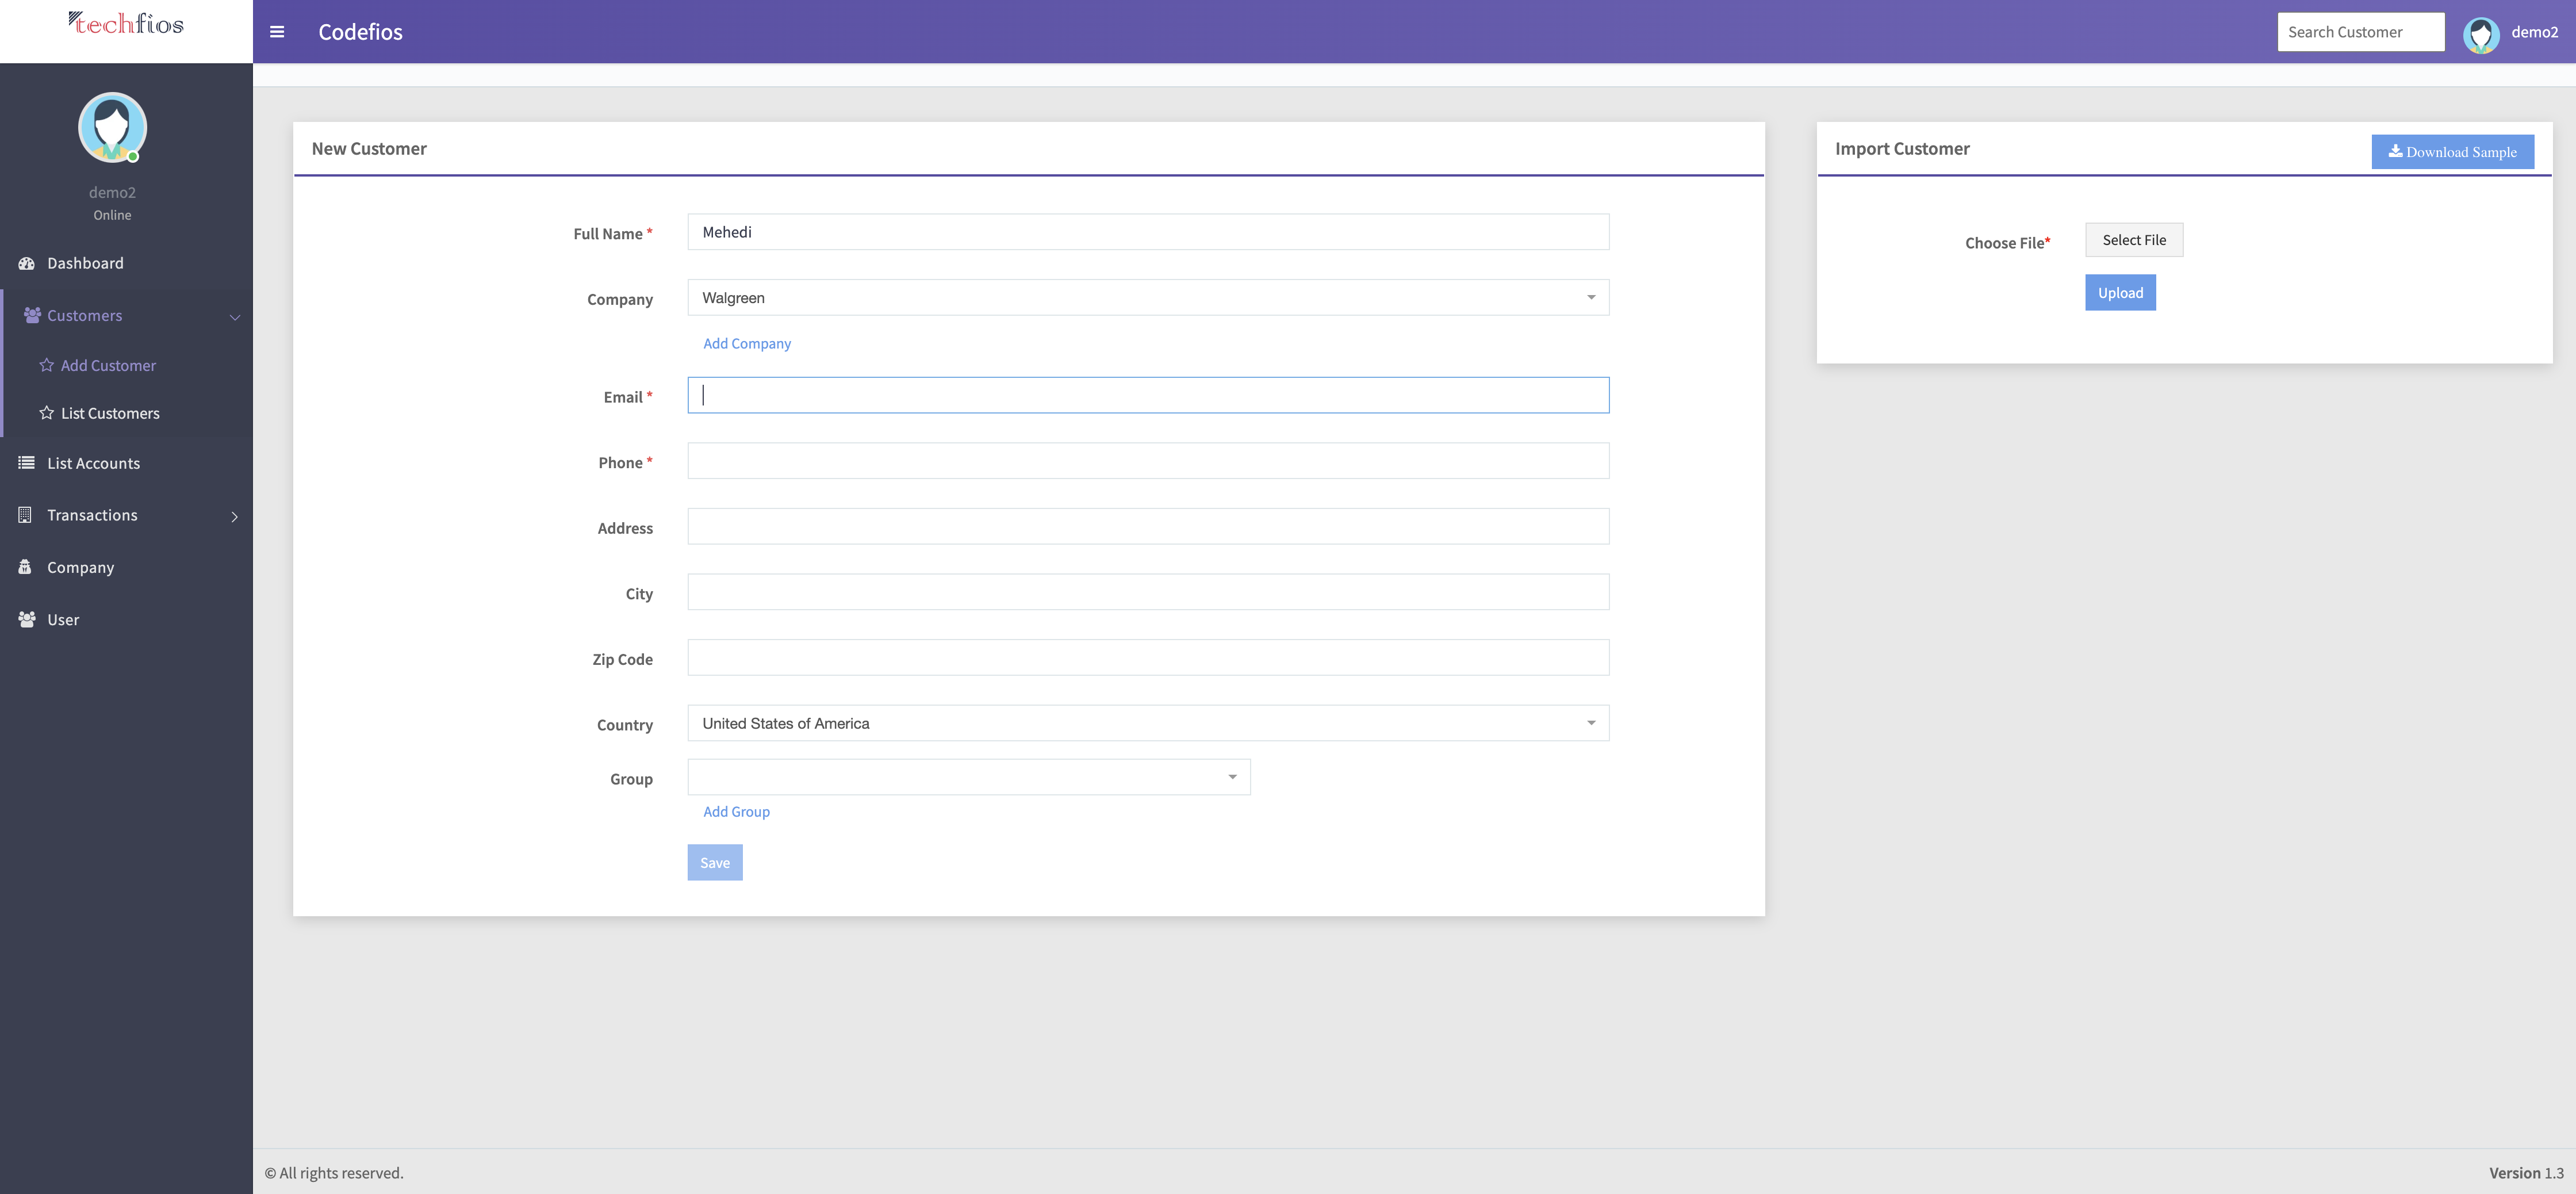 techfios
Codefios
Search Customer
demo2
demo2
Online
Dashboard
Customers
Add Customer
List Customers
List Accounts
Transactions
Company
User
New Customer
Full Name *
Mehedi
Company
Walgreen
Add Company
Email *
Phone *
Address
City
Zip Code
Country
United States of America
Group
Add Group
Save
Import Customer
Download Sample
Choose File*
Select File
Upload
© All rights reserved.
Version 1.3